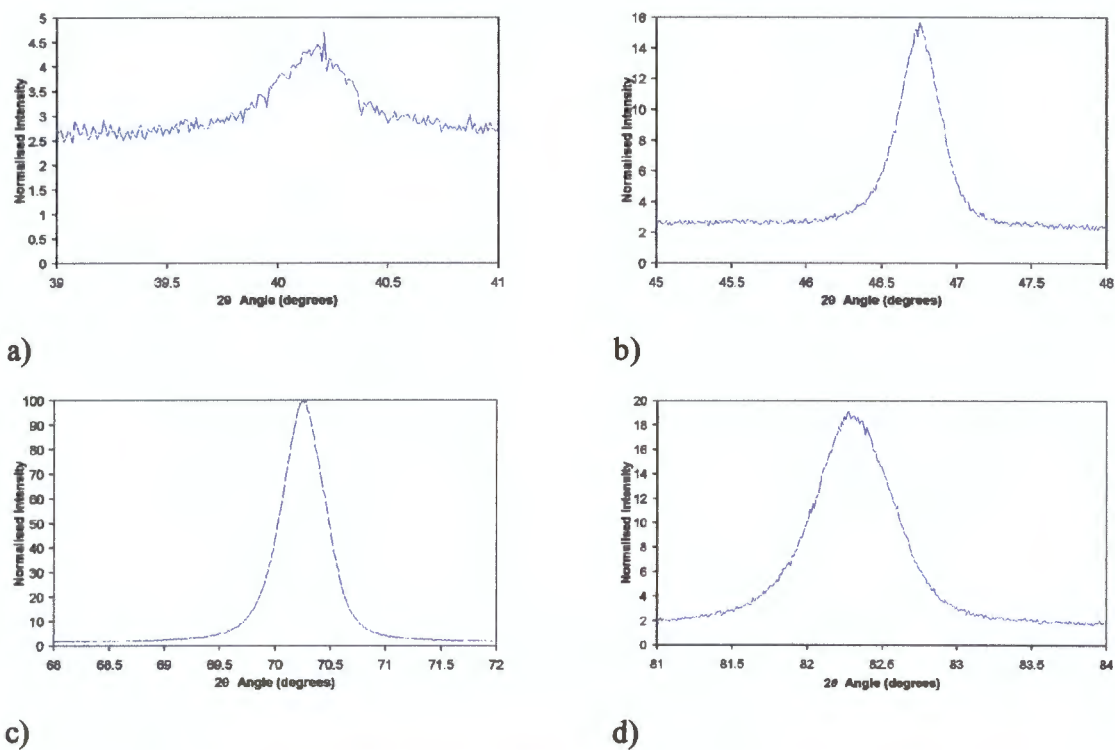 5
4.5
4
3.5
3
2.5
2
1.5
1
0.5
0
Normalised Intensity
39 39.5 40 40.5 41
2θ Angle (degrees)
a)
16
14
12
10
8
6
4
2
0
Normalised Intensity
45 45.5 46 46.5 47 47.5 48
2θ Angle (degrees)
b)
100
90
80
70
60
50
40
30
20
10
0
Normalised Intensity
68 68.5 69 69.5 70 70.5 71 71.5 72
2θ Angle (degrees)
c)
20
18
16
14
12
10
8
6
4
2
0
Normalised Intensity
81 81.5 82 82.5 83 83.5 84
2θ Angle (degrees)
d)